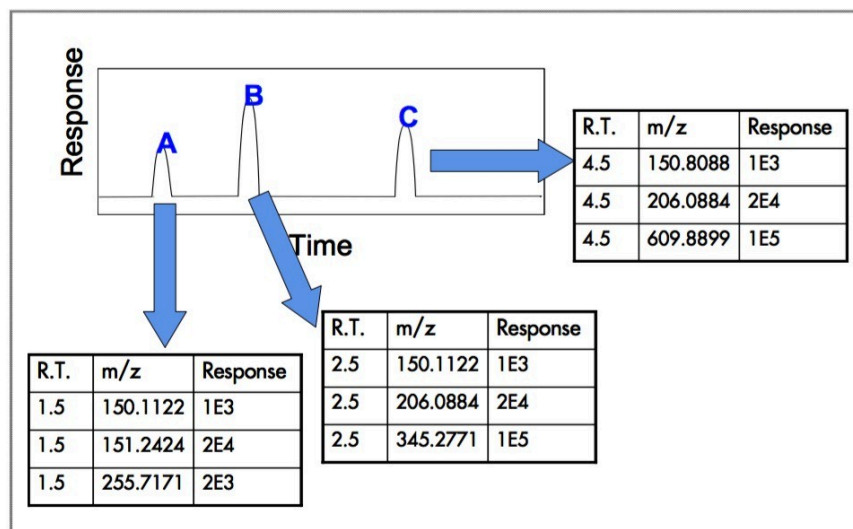 Response
A
B
C
Time
R.T. m/z Response
4.5 150.8088 1E3
4.5 206.0884 2E4
4.5 609.8899 1E5
R.T. m/z Response
2.5 150.1122 1E3
2.5 206.0884 2E4
2.5 345.2771 1E5
R.T. m/z Response
1.5 150.1122 1E3
1.5 151.2424 2E4
1.5 255.7171 2E3